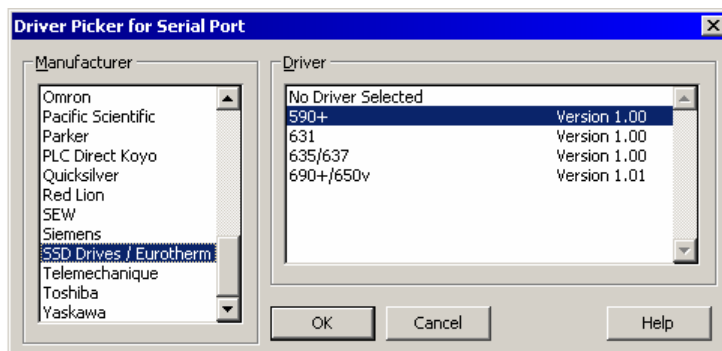 Driver Picker for Serial Port
Manufacturer
Omron
Pacific Scientific
Parker
PLC Direct Koyo
Quicksilver
Red Lion
SEW
Siemens
SSD Drives / Eurotherm
Telemechanique
Toshiba
Yaskawa
Driver
No Driver Selected
590+ Version 1.00
631 Version 1.00
635/637 Version 1.00
690+/650v Version 1.01
OK Cancel Help